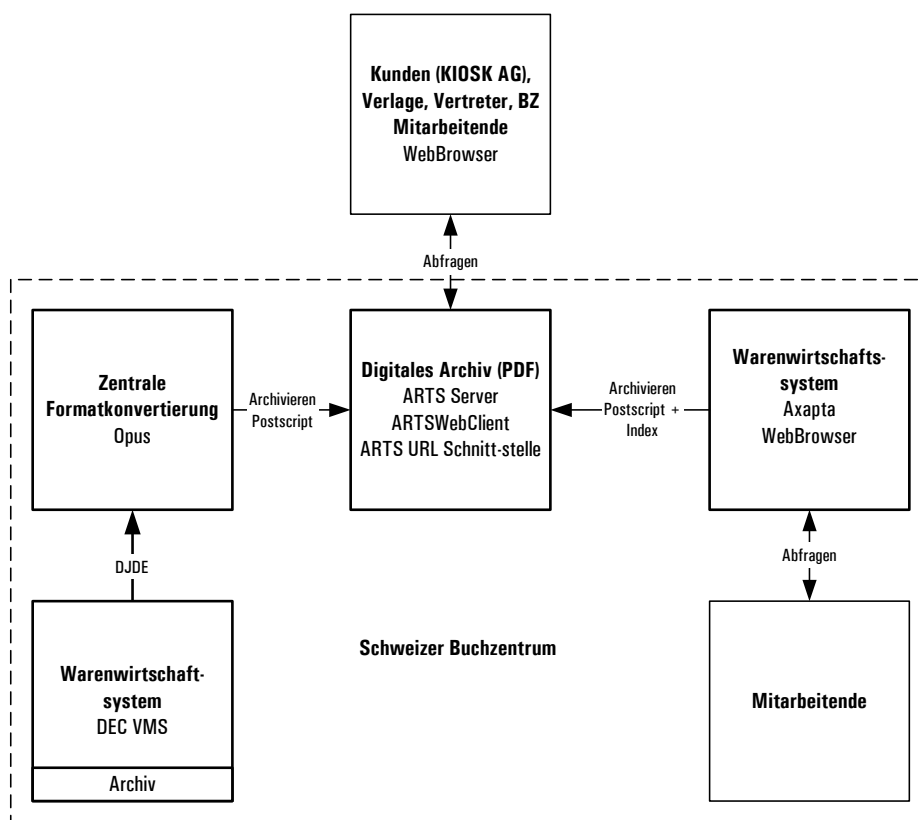 Kunden (KIOSK AG),
Verlage, Vertreter, BZ
Mitarbeitende
WebBrowser
Abfragen
Zentrale
Formatkonvertierung
Opus
Archivieren
Postscript
Digitales Archiv (PDF)
ARTS Server
ARTSWebClient
ARTS URL Schnitt-stelle
Archivieren
Postscript +
Index
Warenwirtschafts-
system
Axapta
WebBrowser
DJDE
Abfragen
Warenwirtschaft-
system
DEC VMS
Archiv
Schweizer Buchzentrum
Mitarbeitende